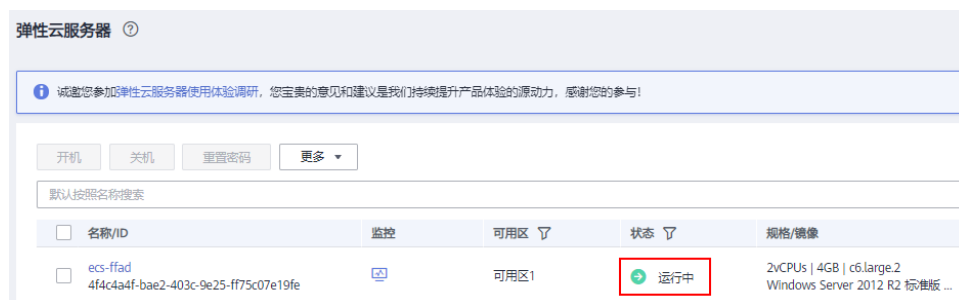 弹性云服务器 ?
诚邀您参加弹性云服务器使用体验调研，您宝贵的意见和建议是我们持续提升产品体验的源动力，感谢您的参与！
开机 关机 重置密码 更多
默认按照名称搜索
名称/ID 监控 可用区 状态 规格/镜像
ecs-ffad 可用区1 运行中 2vCPUs | 4GB | c6.large.2
4f4c4a4f-bae2-403c-9e25-ff75c07e19fe Windows Server 2012 R2 标准版 ...